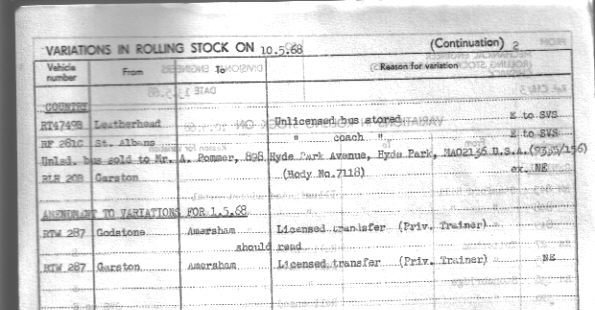 VARIATIONS IN ROLLING STOCK ON 10.5.68 (Continuation) 2.
Vehicle number From To Reason for variation
COUNTRY
RT4749B Leatherhead Unlicensed bus stored E to SVS
RF 281C St. Albans " coach " E to SVS
Unlsd. bus sold to Mr. A. Pommer, 898 Hyde Park Avenue, Hyde Park, MA02136 U.S.A.
RLH 20B Garston (Body No.7118) ex. NE
AMENDMENT TO VARIATIONS FOR 1.5.68
RTW 287 Godstone Amersham Licensed transfer (Priv. Trainer)
should read
RTW 287 Garston Amersham Licensed transfer (Priv. Trainer) NE